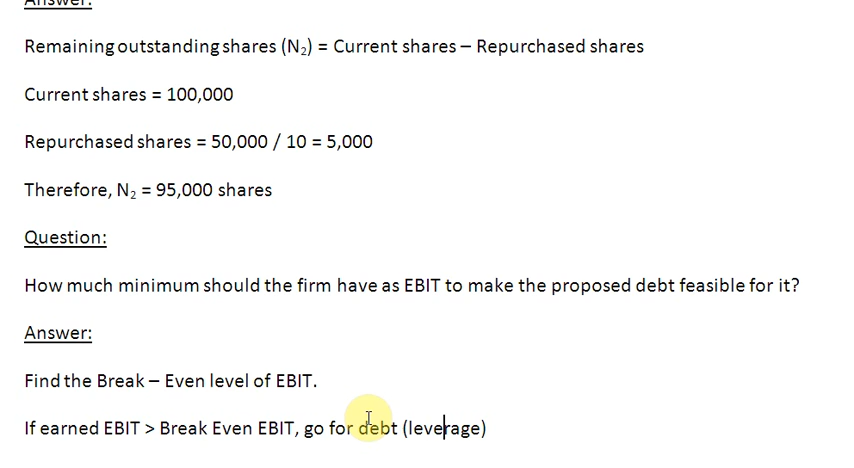 Answer:
Remaining outstanding shares (N₂) = Current shares – Repurchased shares
Current shares = 100,000
Repurchased shares = 50,000 / 10 = 5,000
Therefore, N₂ = 95,000 shares
Question:
How much minimum should the firm have as EBIT to make the proposed debt feasible for it?
Answer:
Find the Break – Even level of EBIT.
If earned EBIT > Break Even EBIT, go for debt (leverage)